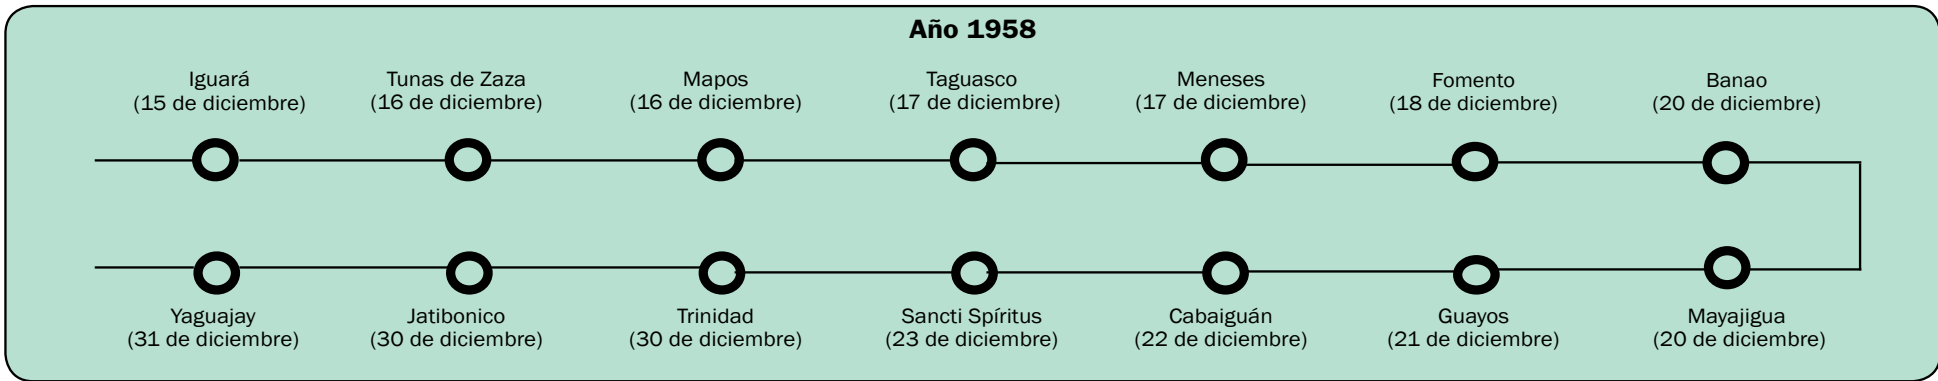 Año 1958
Iguará
(15 de diciembre)
Tunas de Zaza
(16 de diciembre)
Mapos
(16 de diciembre)
Taguasco
(17 de diciembre)
Meneses
(17 de diciembre)
Fomento
(18 de diciembre)
Banao
(20 de diciembre)
Yaguajay
(31 de diciembre)
Jatibonico
(30 de diciembre)
Trinidad
(30 de diciembre)
Sancti Spíritus
(23 de diciembre)
Cabaiguán
(22 de diciembre)
Guayos
(21 de diciembre)
Mayajigua
(20 de diciembre)